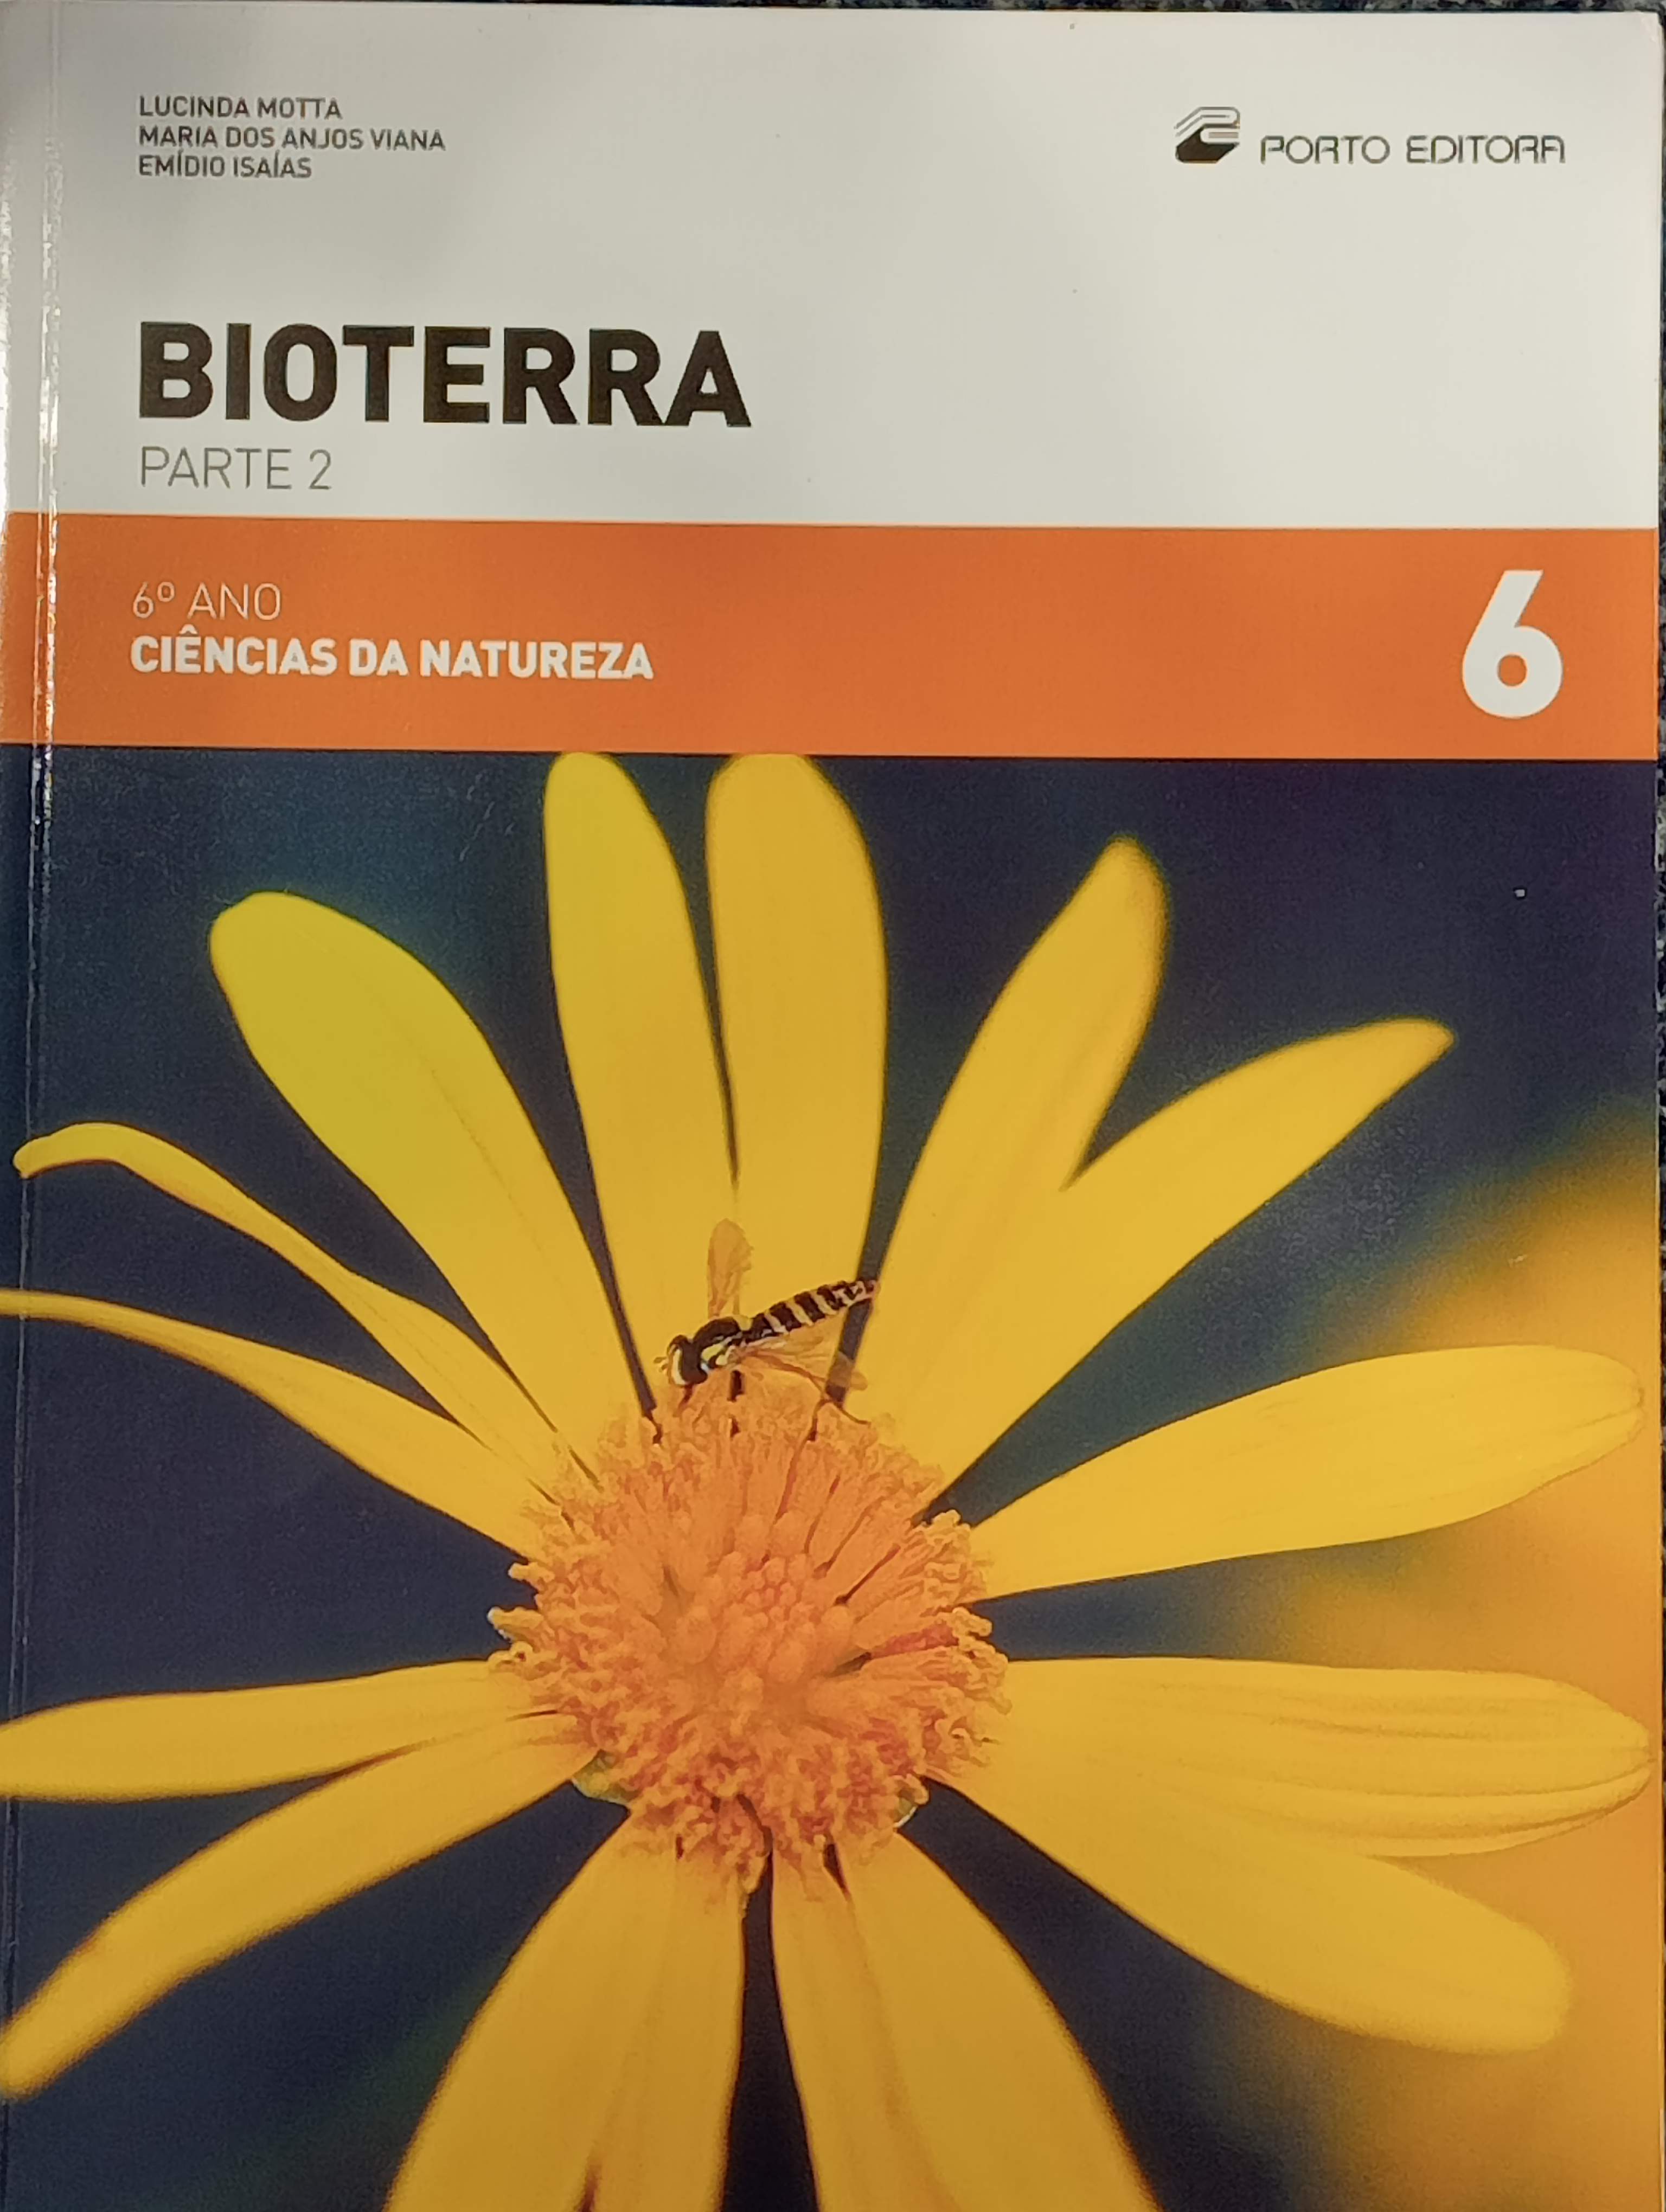 LUCINDA MOTTA
MARIA DOS ANJOS VIANA
EMÍDIO ISAÍAS
PORTO EDITORA
BIOTERRA
PARTE 2
6º ANO
CIÊNCIAS DA NATUREZA
6